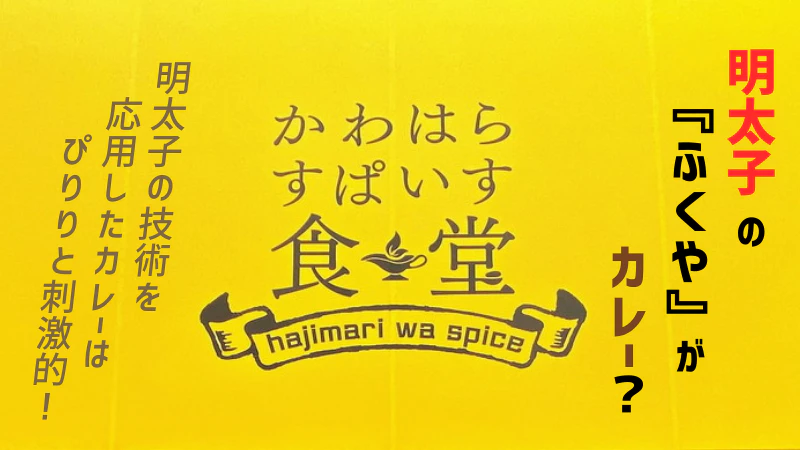 明太子の
『ふくや』が
カレー?
かわはら
すぱいす
食堂
hajimari wa spice
明太子の技術を
応用したカレーは
ぴりりと刺激的!